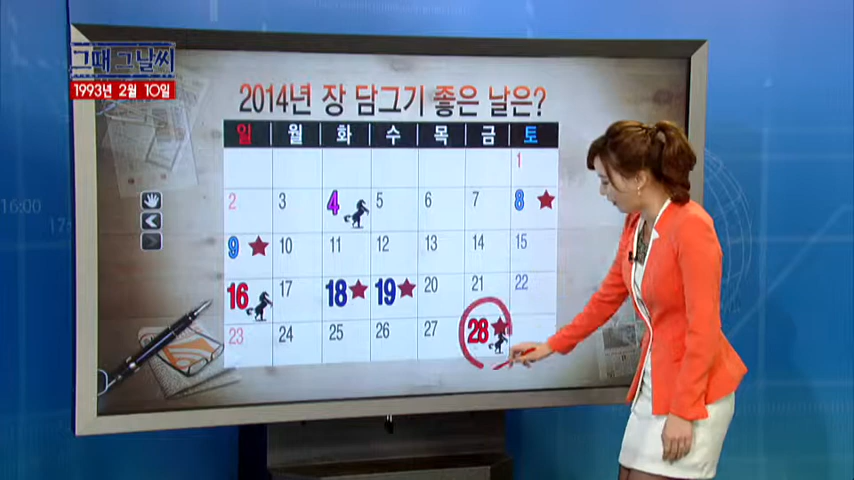 그때 그날씨
1993년 2월 10일
2014년 장 담그기 좋은 날은?
일 월 화 수 목 금 토
1
2 3 4 5 6 7 8
9 10 11 12 13 14 15
16 17 18 19 20 21 22
23 24 25 26 27 28
16:00